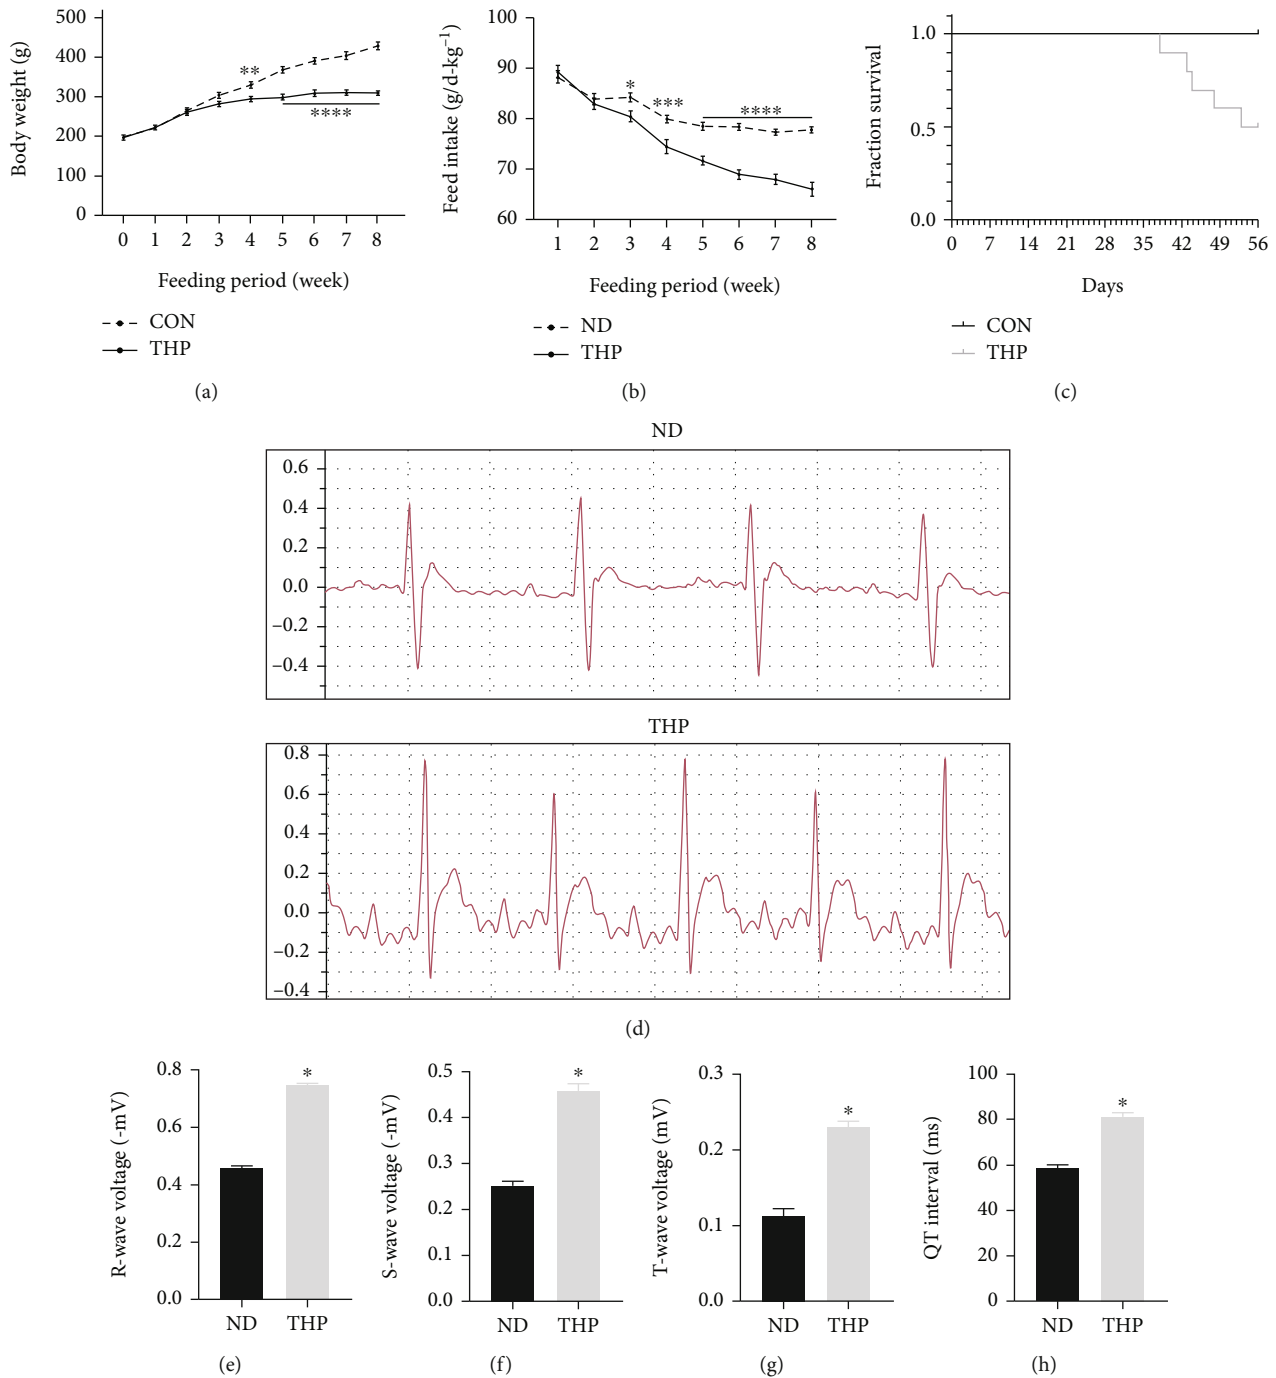 Body weight (g)
500
400
300
200
100
0
**
****
0 1 2 3 4 5 6 7 8
Feeding period (week)
CON
THP
(a)
Feed intake (g/d-kg⁻¹)
100
90
80
70
60
*
***
****
1 2 3 4 5 6 7 8
Feeding period (week)
ND
THP
(b)
Fraction survival
1.0
0.5
0.0
0 7 14 21 28 35 42 49 56
Days
CON
THP
(c)
ND
0.6
0.4
0.2
0.0
−0.2
−0.4
THP
0.8
0.6
0.4
0.2
0.0
−0.2
−0.4
(d)
R-wave voltage (-mV)
0.8
0.6
0.4
0.2
0.0
*
ND THP
(e)
S-wave voltage (-mV)
0.5
0.4
0.3
0.2
0.1
0.0
*
ND THP
(f)
T-wave voltage (mV)
0.3
0.2
0.1
0.0
*
ND THP
(g)
QT interval (ms)
100
80
60
40
20
0
*
ND THP
(h)